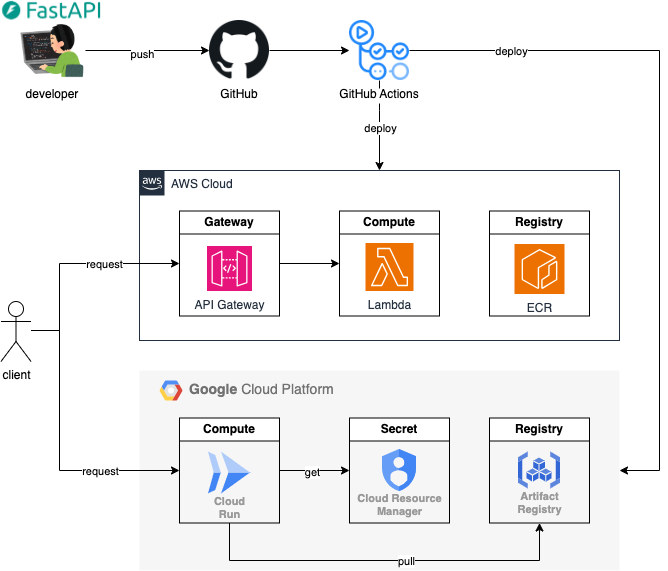 FastAPI
push
deploy
developer
GitHub
GitHub Actions
deploy
aws
AWS Cloud
Gateway
Compute
Registry
request
API Gateway
Lambda
ECR
client
Google Cloud Platform
Compute
Secret
Registry
request
get
Cloud
Run
Cloud Resource
Manager
Artifact
Registry
pull